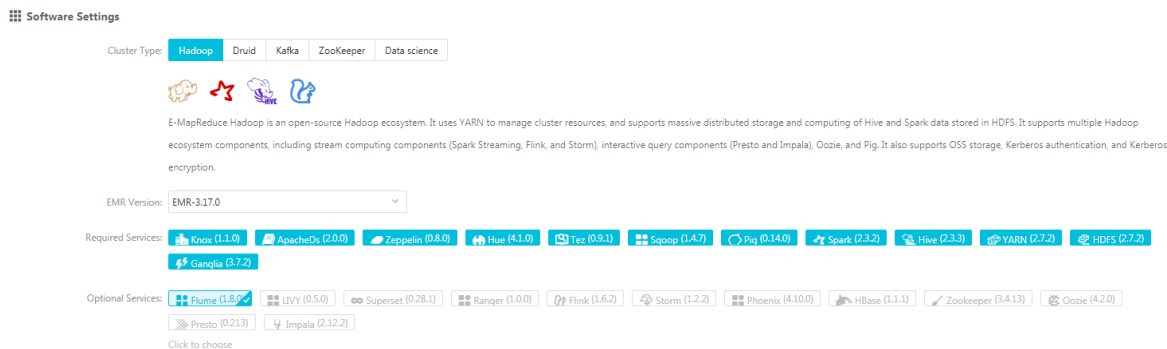 Software Settings
Cluster Type: Hadoop Druid Kafka ZooKeeper Data science
HIVE
E-MapReduce Hadoop is an open-source Hadoop ecosystem. It uses YARN to manage cluster resources, and supports massive distributed storage and computing of Hive and Spark data stored in HDFS. It supports multiple Hadoop
ecosystem components, including stream computing components (Spark Streaming, Flink, and Storm), interactive query components (Presto and Impala), Oozie, and Pig. It also supports OSS storage, Kerberos authentication, and Kerberos
encryption.
EMR Version: EMR-3.17.0
Required Services: Knox (1.1.0) ApacheDs (2.0.0) Zeppelin (0.8.0) Hue (4.1.0) Tez (0.9.1) Sqoop (1.4.7) Pig (0.14.0) Spark (2.3.2) Hive (2.3.3) YARN (2.7.2) HDFS (2.7.2)
Ganglia (3.7.2)
Optional Services: Flume (1.8.0) LIVY (0.5.0) Superset (0.28.1) Ranger (1.0.0) Flink (1.6.2) Storm (1.2.2) Phoenix (4.10.0) HBase (1.1.1) Zookeeper (3.4.13) Oozie (4.2.0)
Presto (0.213) Impala (2.12.2)
Click to choose